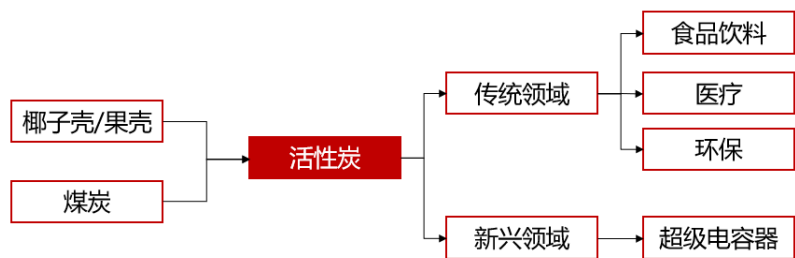 椰子壳/果壳
煤炭
活性炭
传统领域
新兴领域
食品饮料
医疗
环保
超级电容器